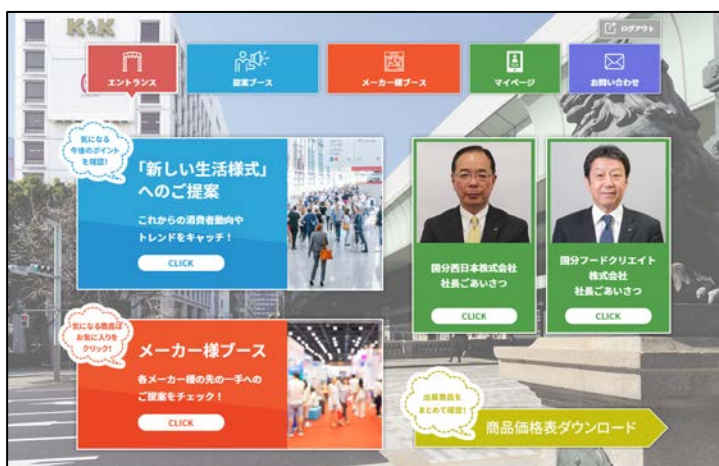 K&K
ログアウト
エントランス
提案ブース
メーカー様ブース
マイページ
お問い合わせ
気になる
今後のポイント
を確認！
「新しい生活様式」
へのご提案
これからの消費者動向や
トレンドをキャッチ！
CLICK
国分西日本株式会社
社長ごあいさつ
CLICK
国分フードクリエイト
株式会社
社長ごあいさつ
CLICK
気になる商品は
お気に入りを
クリック！
メーカー様ブース
各メーカー様の先の一手への
ご提案をチェック！
CLICK
出展商品を
まとめて確認！
商品価格表ダウンロード